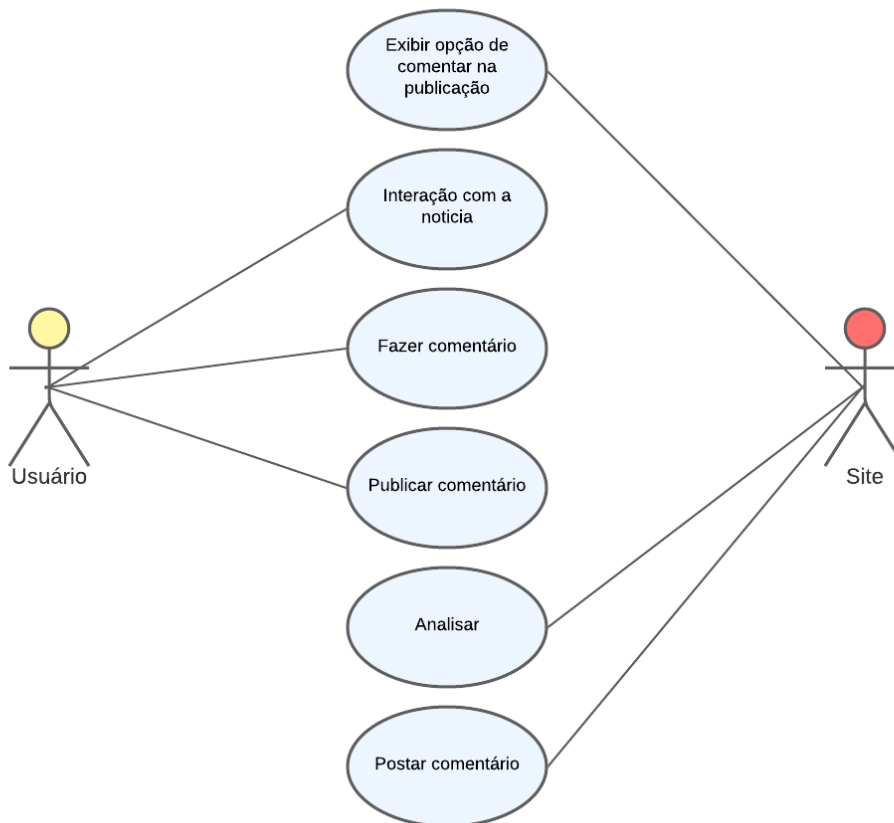 Exibir opção de
comentar na
publicação
Interação com a
noticia
Fazer comentário
Usuário
Site
Publicar comentário
Analisar
Postar comentário